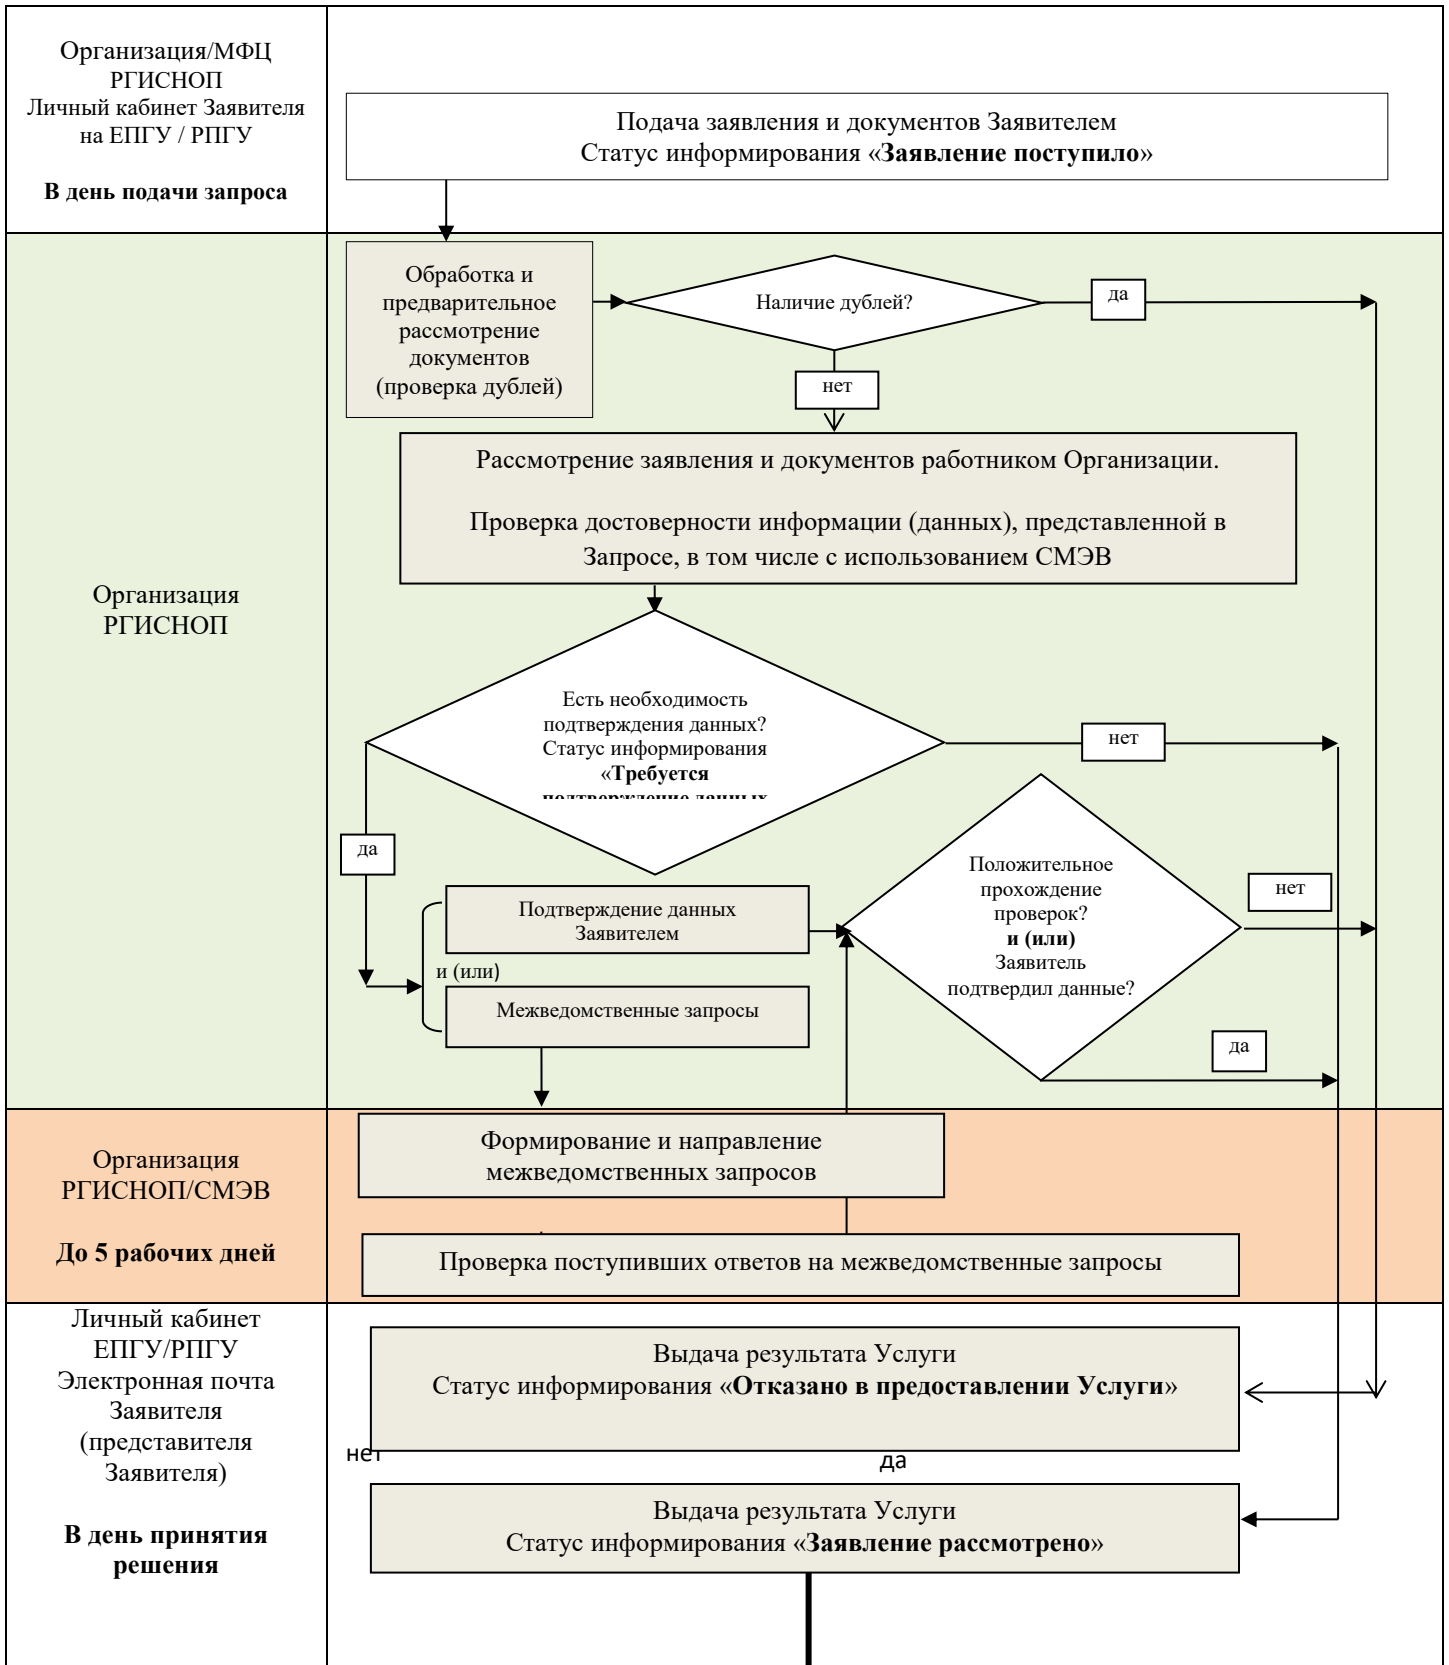 Организация/МФЦ
РГИСНОП
Личный кабинет Заявителя
на ЕПГУ / РПГУ
В день подачи запроса
Подача заявления и документов Заявителем
Статус информирования «Заявление поступило»
Организация
РГИСНОП
Обработка и
предварительное
рассмотрение
документов
(проверка дублей)
Наличие дублей?
да
нет
Рассмотрение заявления и документов работником Организации.
Проверка достоверности информации (данных), представленной в
Запросе, в том числе с использованием СМЭВ
Есть необходимость
подтверждения данных?
Статус информирования
«Требуется
подтверждение данных
нет
да
Подтверждение данных
Заявителем
и (или)
Межведомственные запросы
Положительное
прохождение
проверок?
и (или)
Заявитель
подтвердил данные?
нет
да
Организация
РГИСНОП/СМЭВ
До 5 рабочих дней
Формирование и направление
межведомственных запросов
Проверка поступивших ответов на межведомственные запросы
Личный кабинет
ЕПГУ/РПГУ
Электронная почта
Заявителя
(представителя
Заявителя)
В день принятия
решения
Выдача результата Услуги
Статус информирования «Отказано в предоставлении Услуги»
нет
да
Выдача результата Услуги
Статус информирования «Заявление рассмотрено»